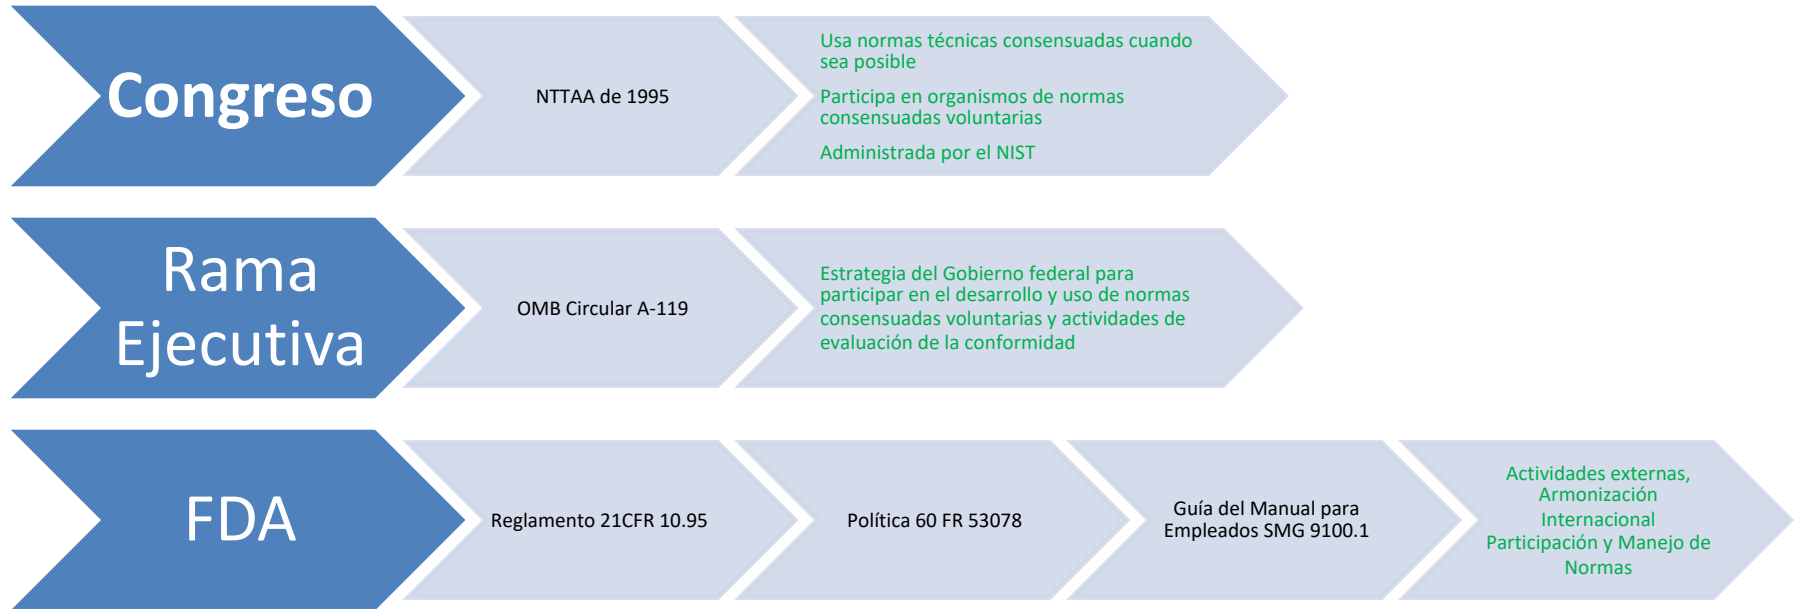 Congreso
NTTAA de 1995
Usa normas técnicas consensuadas cuando
sea posible
Participa en organismos de normas
consensuadas voluntarias
Administrada por el NIST
Rama
Ejecutiva
OMB Circular A-119
Estrategia del Gobierno federal para
participar en el desarrollo y uso de normas
consensuadas voluntarias y actividades de
evaluación de la conformidad
FDA
Reglamento 21CFR 10.95
Política 60 FR 53078
Guía del Manual para
Empleados SMG 9100.1
Actividades externas,
Armonización
Internacional
Participación y Manejo de
Normas